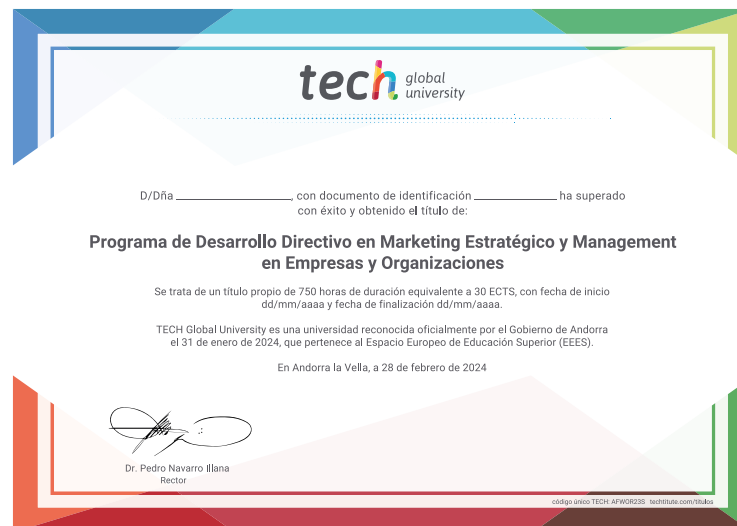 tech global university
D/Dña ____________________, con documento de identificación ______________ ha superado
con éxito y obtenido el título de:
Programa de Desarrollo Directivo en Marketing Estratégico y Management
en Empresas y Organizaciones
Se trata de un título propio de 750 horas de duración equivalente a 30 ECTS, con fecha de inicio
dd/mm/aaaa y fecha de finalización dd/mm/aaaa.
TECH Global University es una universidad reconocida oficialmente por el Gobierno de Andorra
el 31 de enero de 2024, que pertenece al Espacio Europeo de Educación Superior (EEES).
En Andorra la Vella, a 28 de febrero de 2024
Dr. Pedro Navarro Illana
Rector
código único TECH: AFWOR23S techtitute.com/titulos